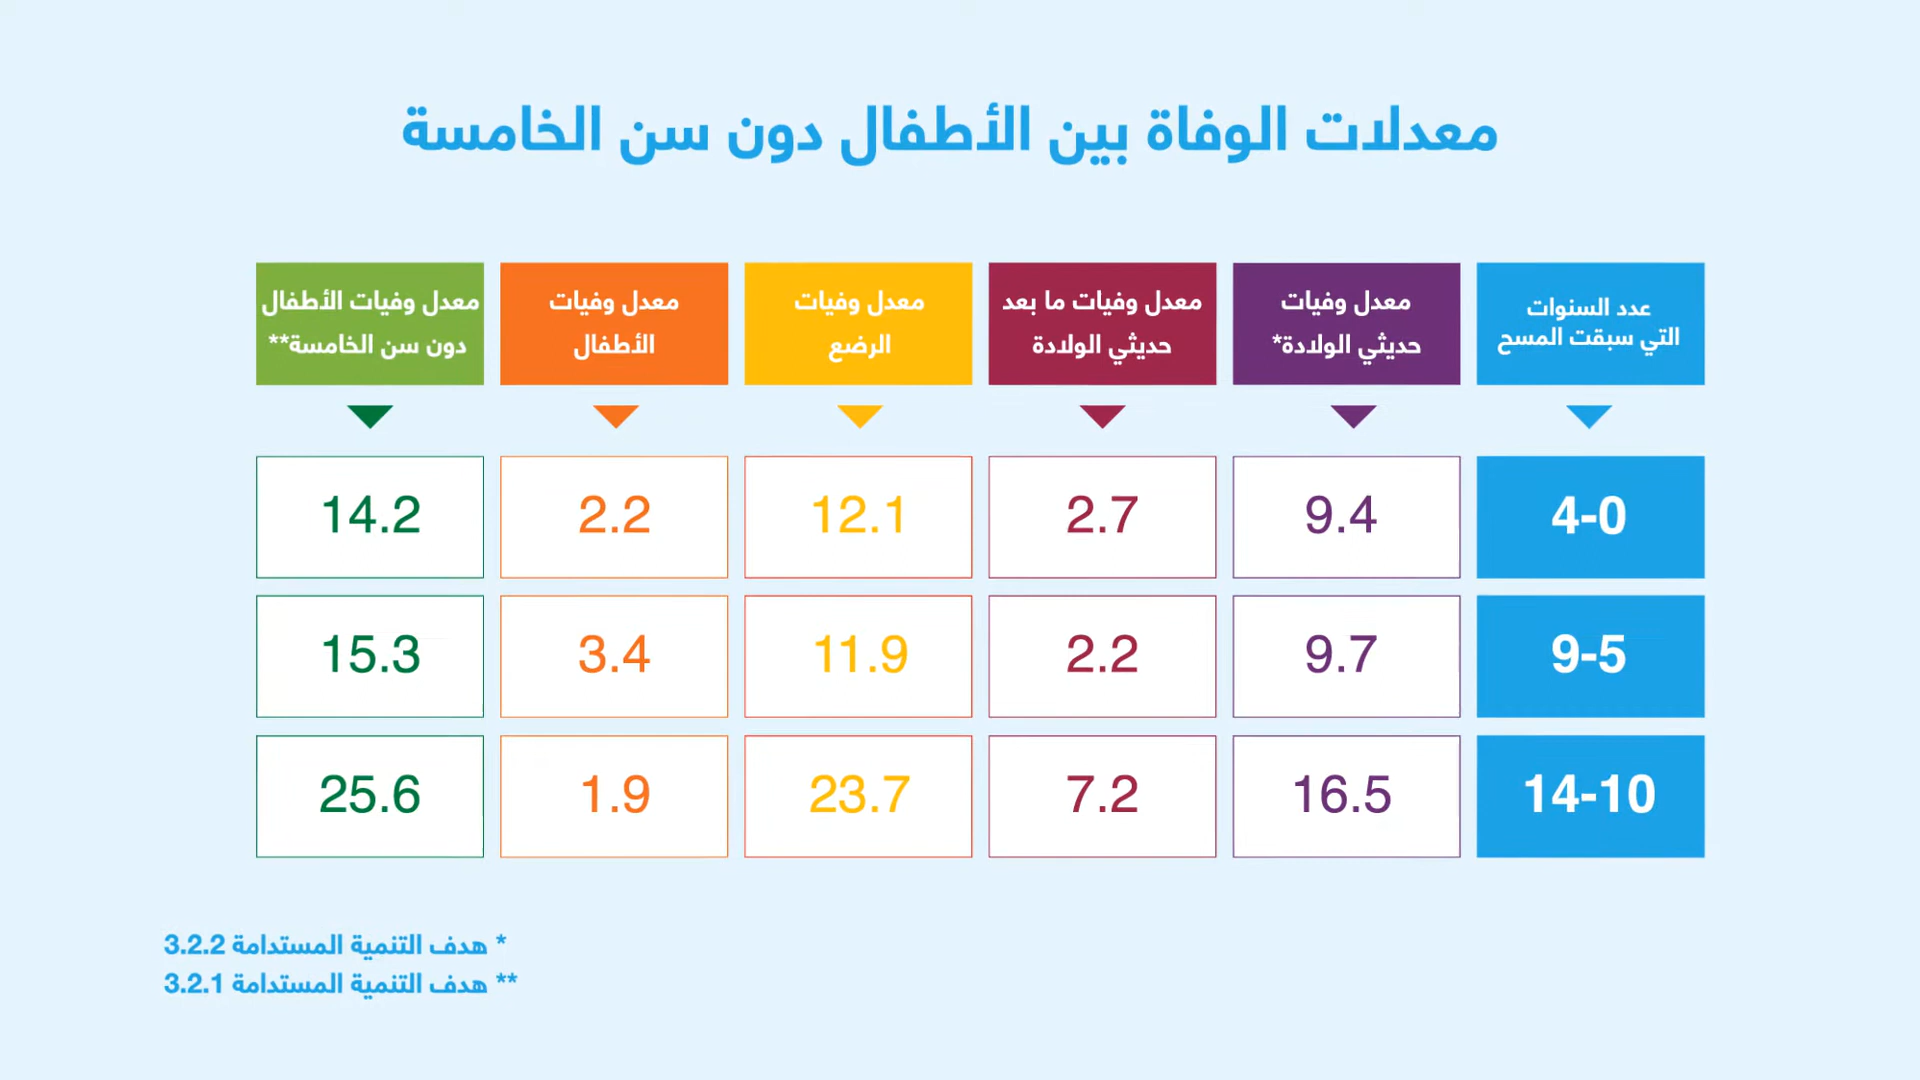 معدلات الوفاة بين الأطفال دون سن الخامسة
عدد السنوات
التي سبقت المسح
معدل وفيات
حديثي الولادة*
معدل وفيات ما بعد
حديثي الولادة
معدل وفيات
الرضع
معدل وفيات
الأطفال
معدل وفيات الأطفال
دون سن الخامسة**
4-0
9.4
2.7
12.1
2.2
14.2
9-5
9.7
2.2
11.9
3.4
15.3
14-10
16.5
7.2
23.7
1.9
25.6
* هدف التنمية المستدامة 3.2.2
** هدف التنمية المستدامة 3.2.1